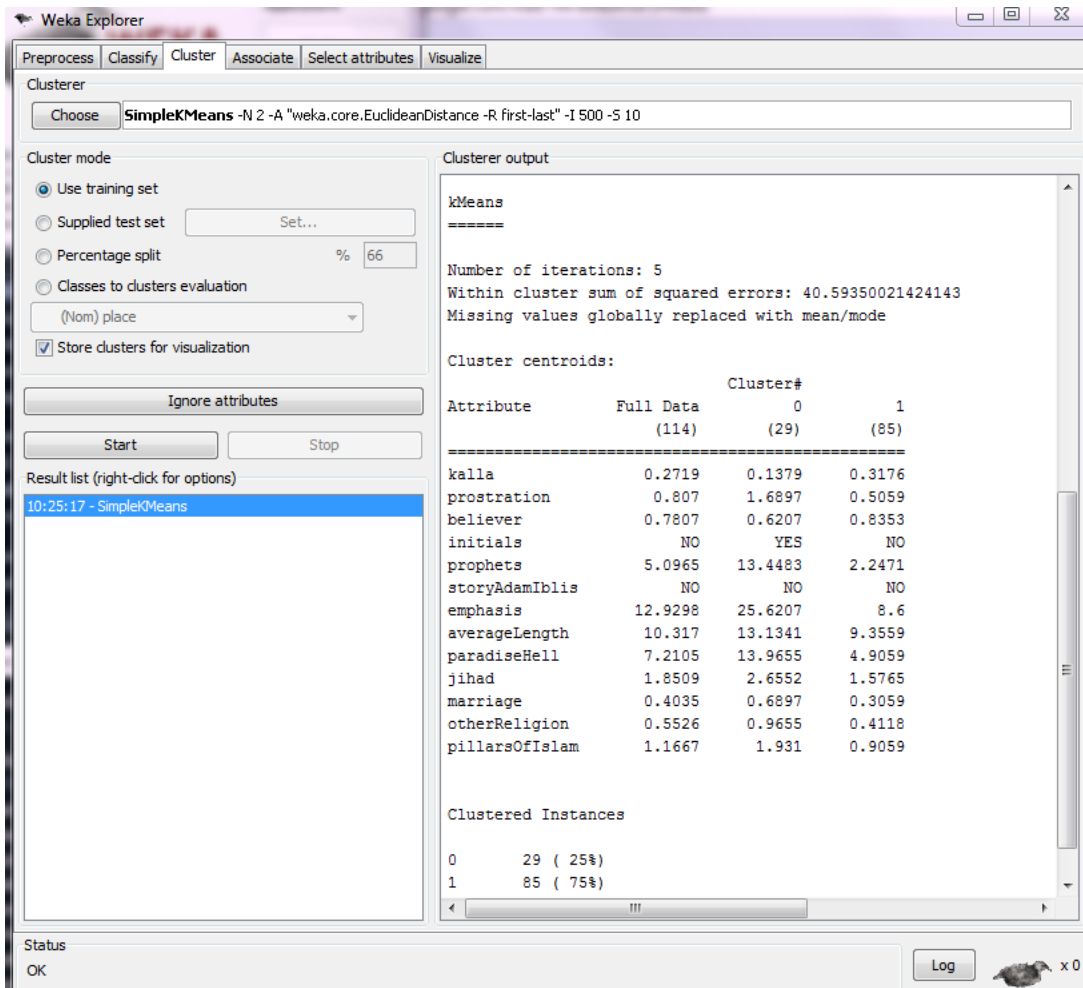 Weka Explorer
Preprocess Classify Cluster Associate Select attributes Visualize
Clusterer
Choose SimpleKMeans -N 2 -A "weka.core.EuclideanDistance -R first-last" -I 500 -S 10
Cluster mode
Use training set
Supplied test set Set...
Percentage split % 66
Classes to clusters evaluation
(Nom) place
Store clusters for visualization
Ignore attributes
Start Stop
Result list (right-click for options)
10:25:17 - SimpleKMeans
Clusterer output
kMeans
======
Number of iterations: 5
Within cluster sum of squared errors: 40.59350021424143
Missing values globally replaced with mean/mode
Cluster centroids:
Cluster#
Attribute Full Data 0 1
(114) (29) (85)
==================================================
kalla 0.2719 0.1379 0.3176
prostration 0.807 1.6897 0.5059
believer 0.7807 0.6207 0.8353
initials NO YES NO
prophets 5.0965 13.4483 2.2471
storyAdamIblis NO NO NO
emphasis 12.9298 25.6207 8.6
averageLength 10.317 13.1341 9.3559
paradiseHell 7.2105 13.9655 4.9059
jihad 1.8509 2.6552 1.5765
marriage 0.4035 0.6897 0.3059
otherReligion 0.5526 0.9655 0.4118
pillarsOfIslam 1.1667 1.931 0.9059
Clustered Instances
0 29 ( 25%)
1 85 ( 75%)
Status
OK
Log x 0